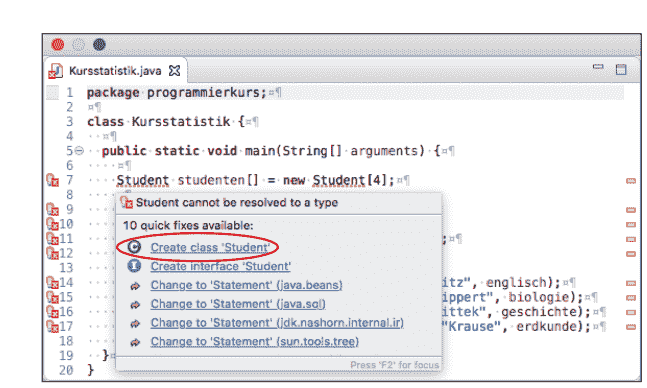 Kursstatistik.java
1 package programmierkurs;
2
3 class Kursstatistik {
4
5 public static void main(String[] arguments) {
6
7 Student studenten[] = new Student[4];
8
Student cannot be resolved to a type
9
10 quick fixes available:
10
11 ;
Create class 'Student'
12
Create interface 'Student'
13
14 itz", englisch);
Change to 'Statement' (java.beans)
15 ippert", biologie);
Change to 'Statement' (java.sql)
16 ittek", geschichte);
Change to 'Statement' (jdk.nashorn.internal.ir)
17 "Krause", erdkunde);
18
Change to 'Statement' (sun.tools.tree)
19 }
Press 'F2' for focus
20 }